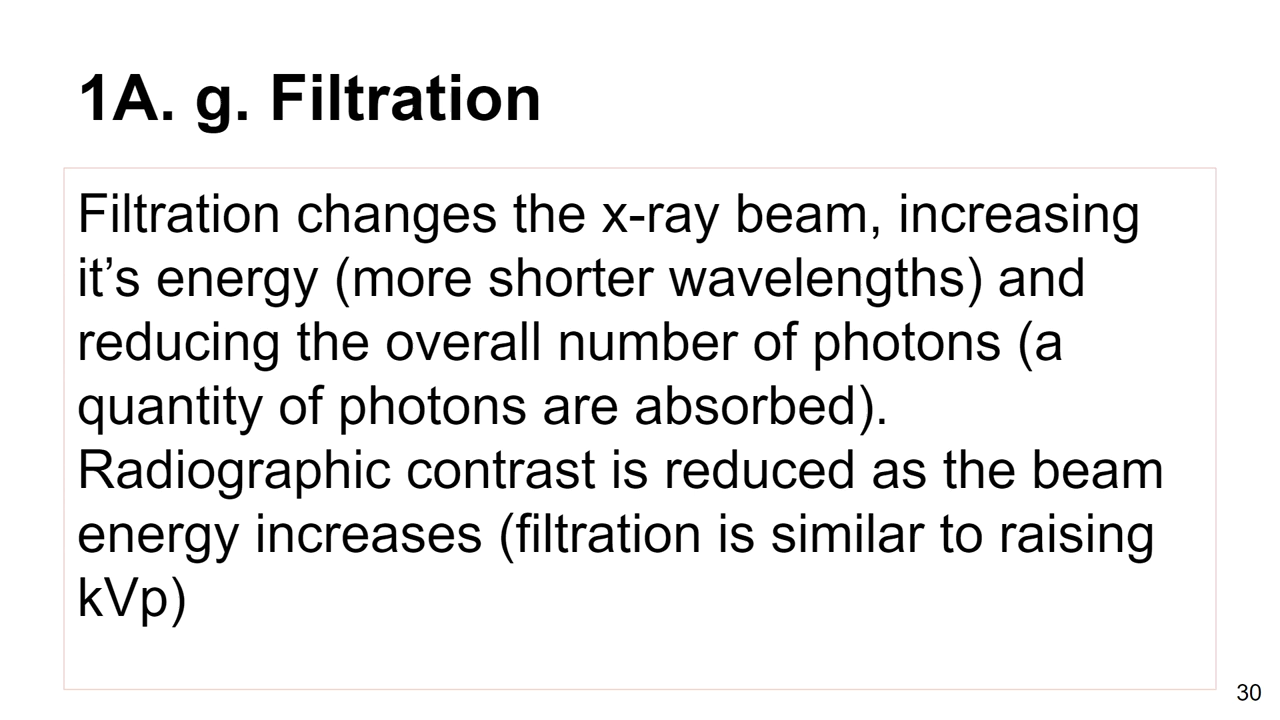 1A. g. Filtration
Filtration changes the x-ray beam, increasing
it’s energy (more shorter wavelengths) and
reducing the overall number of photons (a
quantity of photons are absorbed).
Radiographic contrast is reduced as the beam
energy increases (filtration is similar to raising
kVp)
30